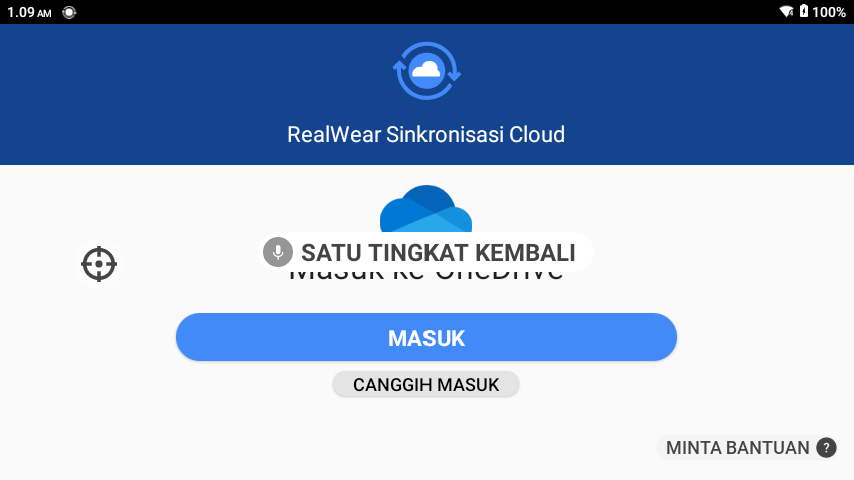 1.09 AM
100%
RealWear Sinkronisasi Cloud
SATU TINGKAT KEMBALI
Masuk ke OneDrive
MASUK
CANGGIH MASUK
MINTA BANTUAN ?